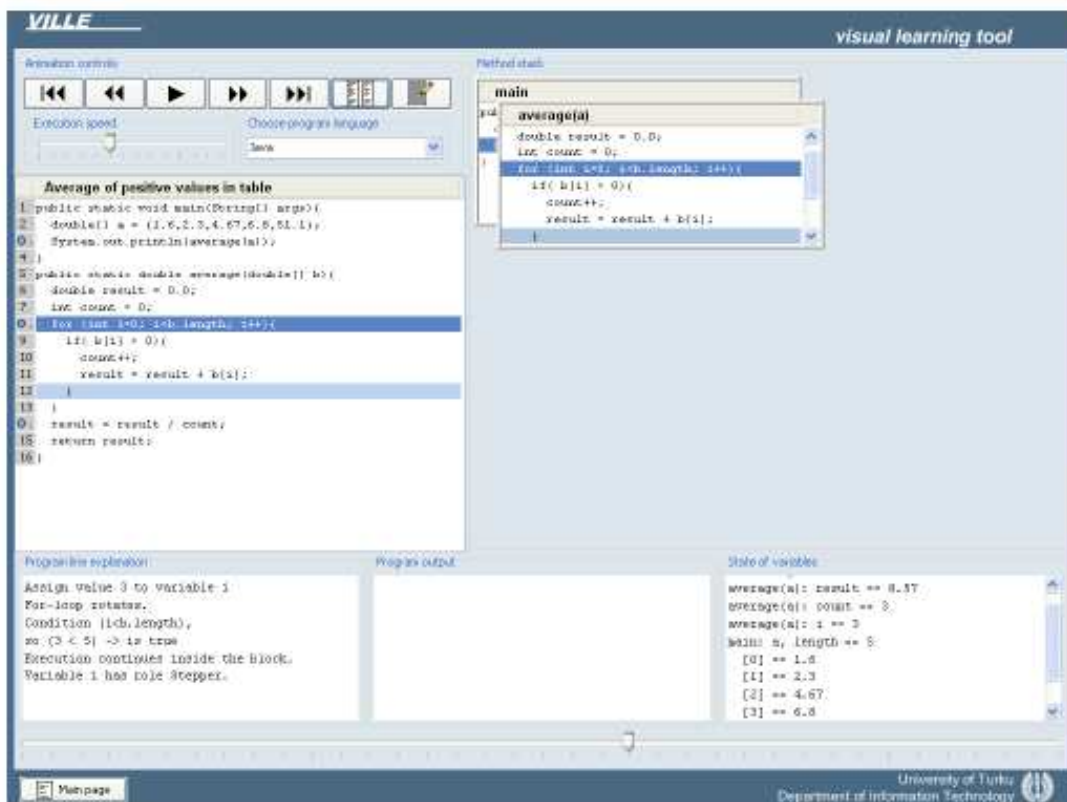 VILLE
visual learning tool
Animation controls
Execution speed
Choose program language
Java
Average of positive values in table
1 public static void main(String[] args){
2 double[] a = {1.6,2.3,4.67,6.8,51.1};
System.out.println(average(a));
4 }
5 public static double average(double[] b){
6 double result = 0.0;
7 int count = 0;
for (int i=0; i<b.length; i++){
9 if( b[i] > 0){
10 count++;
11 result = result + b[i];
12 }
13 }
result = result / count;
15 return result;
16 }
Method stack
main
average(a)
double result = 0.0;
int count = 0;
for (int i=0; i<b.length; i++){
if( b[i] > 0){
count++;
result = result + b[i];
}
Program line explanation
Assign value 3 to variable i
For-loop rotates.
Condition (i<b.length),
so (3 < 5) -> is true
Execution continues inside the block.
Variable i has role Stepper.
Program output
State of variables
average(a): result == 8.57
average(a): count == 3
average(a): i == 3
main: a, length == 5
[0] == 1.6
[1] == 2.3
[2] == 4.67
[3] == 6.8
Main page
University of Turku
Department of Information Technology